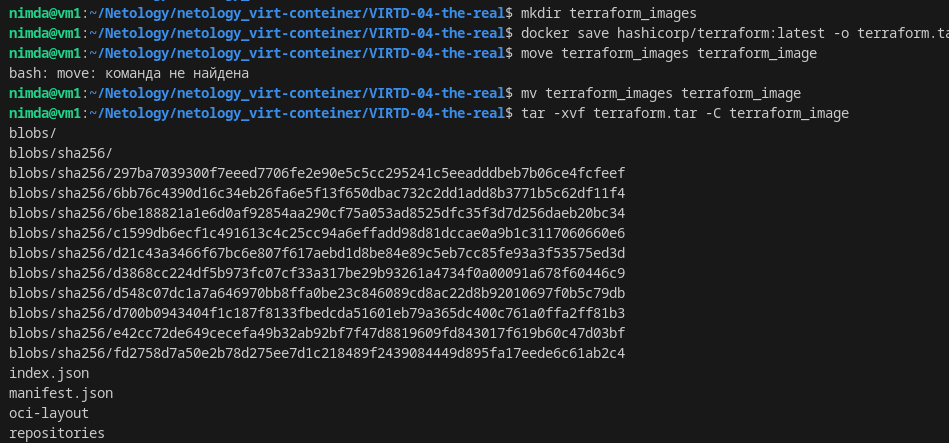 nimda@vm1:~/Netology/netology_virt-conteiner/VIRTD-04-the-real$ mkdir terraform_images
nimda@vm1:~/Netology/netology_virt-conteiner/VIRTD-04-the-real$ docker save hashicorp/terraform:latest -o terraform.ta
nimda@vm1:~/Netology/netology_virt-conteiner/VIRTD-04-the-real$ move terraform_images terraform_image
bash: move: команда не найдена
nimda@vm1:~/Netology/netology_virt-conteiner/VIRTD-04-the-real$ mv terraform_images terraform_image
nimda@vm1:~/Netology/netology_virt-conteiner/VIRTD-04-the-real$ tar -xvf terraform.tar -C terraform_image
blobs/
blobs/sha256/
blobs/sha256/297ba7039300f7eeed7706fe2e90e5c5cc295241c5eeadddbeb7b06ce4fcfeef
blobs/sha256/6bb76c4390d16c34eb26fa6e5f13f650dbac732c2dd1add8b3771b5c62df11f4
blobs/sha256/6be188821a1e6d0af92854aa290cf75a053ad8525dfc35f3d7d256daeb20bc34
blobs/sha256/c1599db6ecf1c491613c4c25cc94a6effadd98d81dccae0a9b1c3117060660e6
blobs/sha256/d21c43a3466f67bc6e807f617aebd1d8be84e89c5eb7cc85fe93a3f53575ed3d
blobs/sha256/d3868cc224df5b973fc07cf33a317be29b93261a4734f0a00091a678f60446c9
blobs/sha256/d548c07dc1a7a646970bb8ffa0be23c846089cd8ac22d8b92010697f0b5c79db
blobs/sha256/d700b0943404f1c187f8133fbedcda51601eb79a365dc400c761a0ffa2ff81b3
blobs/sha256/e42cc72de649cecefa49b32ab92bf7f47d8819609fd843017f619b60c47d03bf
blobs/sha256/fd2758d7a50e2b78d275ee7d1c218489f2439084449d895fa17eede6c61ab2c4
index.json
manifest.json
oci-layout
repositories